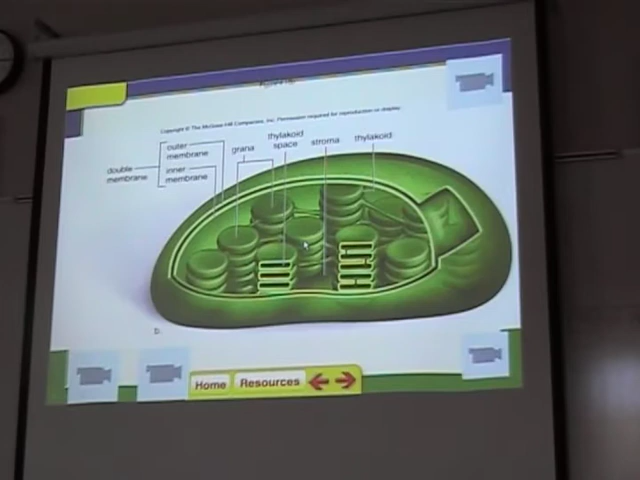 Copyright © The McGraw-Hill Companies, Inc. Permission required for reproduction or display.
outer
membrane
double
membrane
inner
membrane
grana
thylakoid
space
stroma
thylakoid
b.
Home
Resources